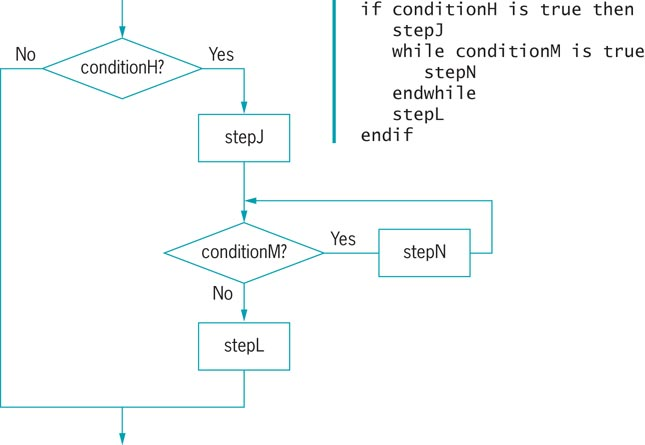 No
Yes
conditionH?
stepJ
conditionM?
Yes
stepN
No
stepL
if conditionH is true then
stepJ
while conditionM is true
stepN
endwhile
stepL
endif